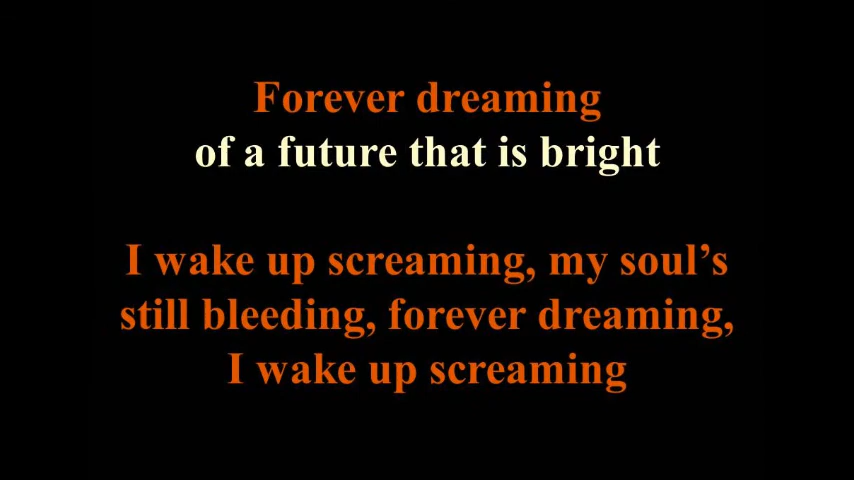 Forever dreaming
of a future that is bright
I wake up screaming, my soul’s
still bleeding, forever dreaming,
I wake up screaming